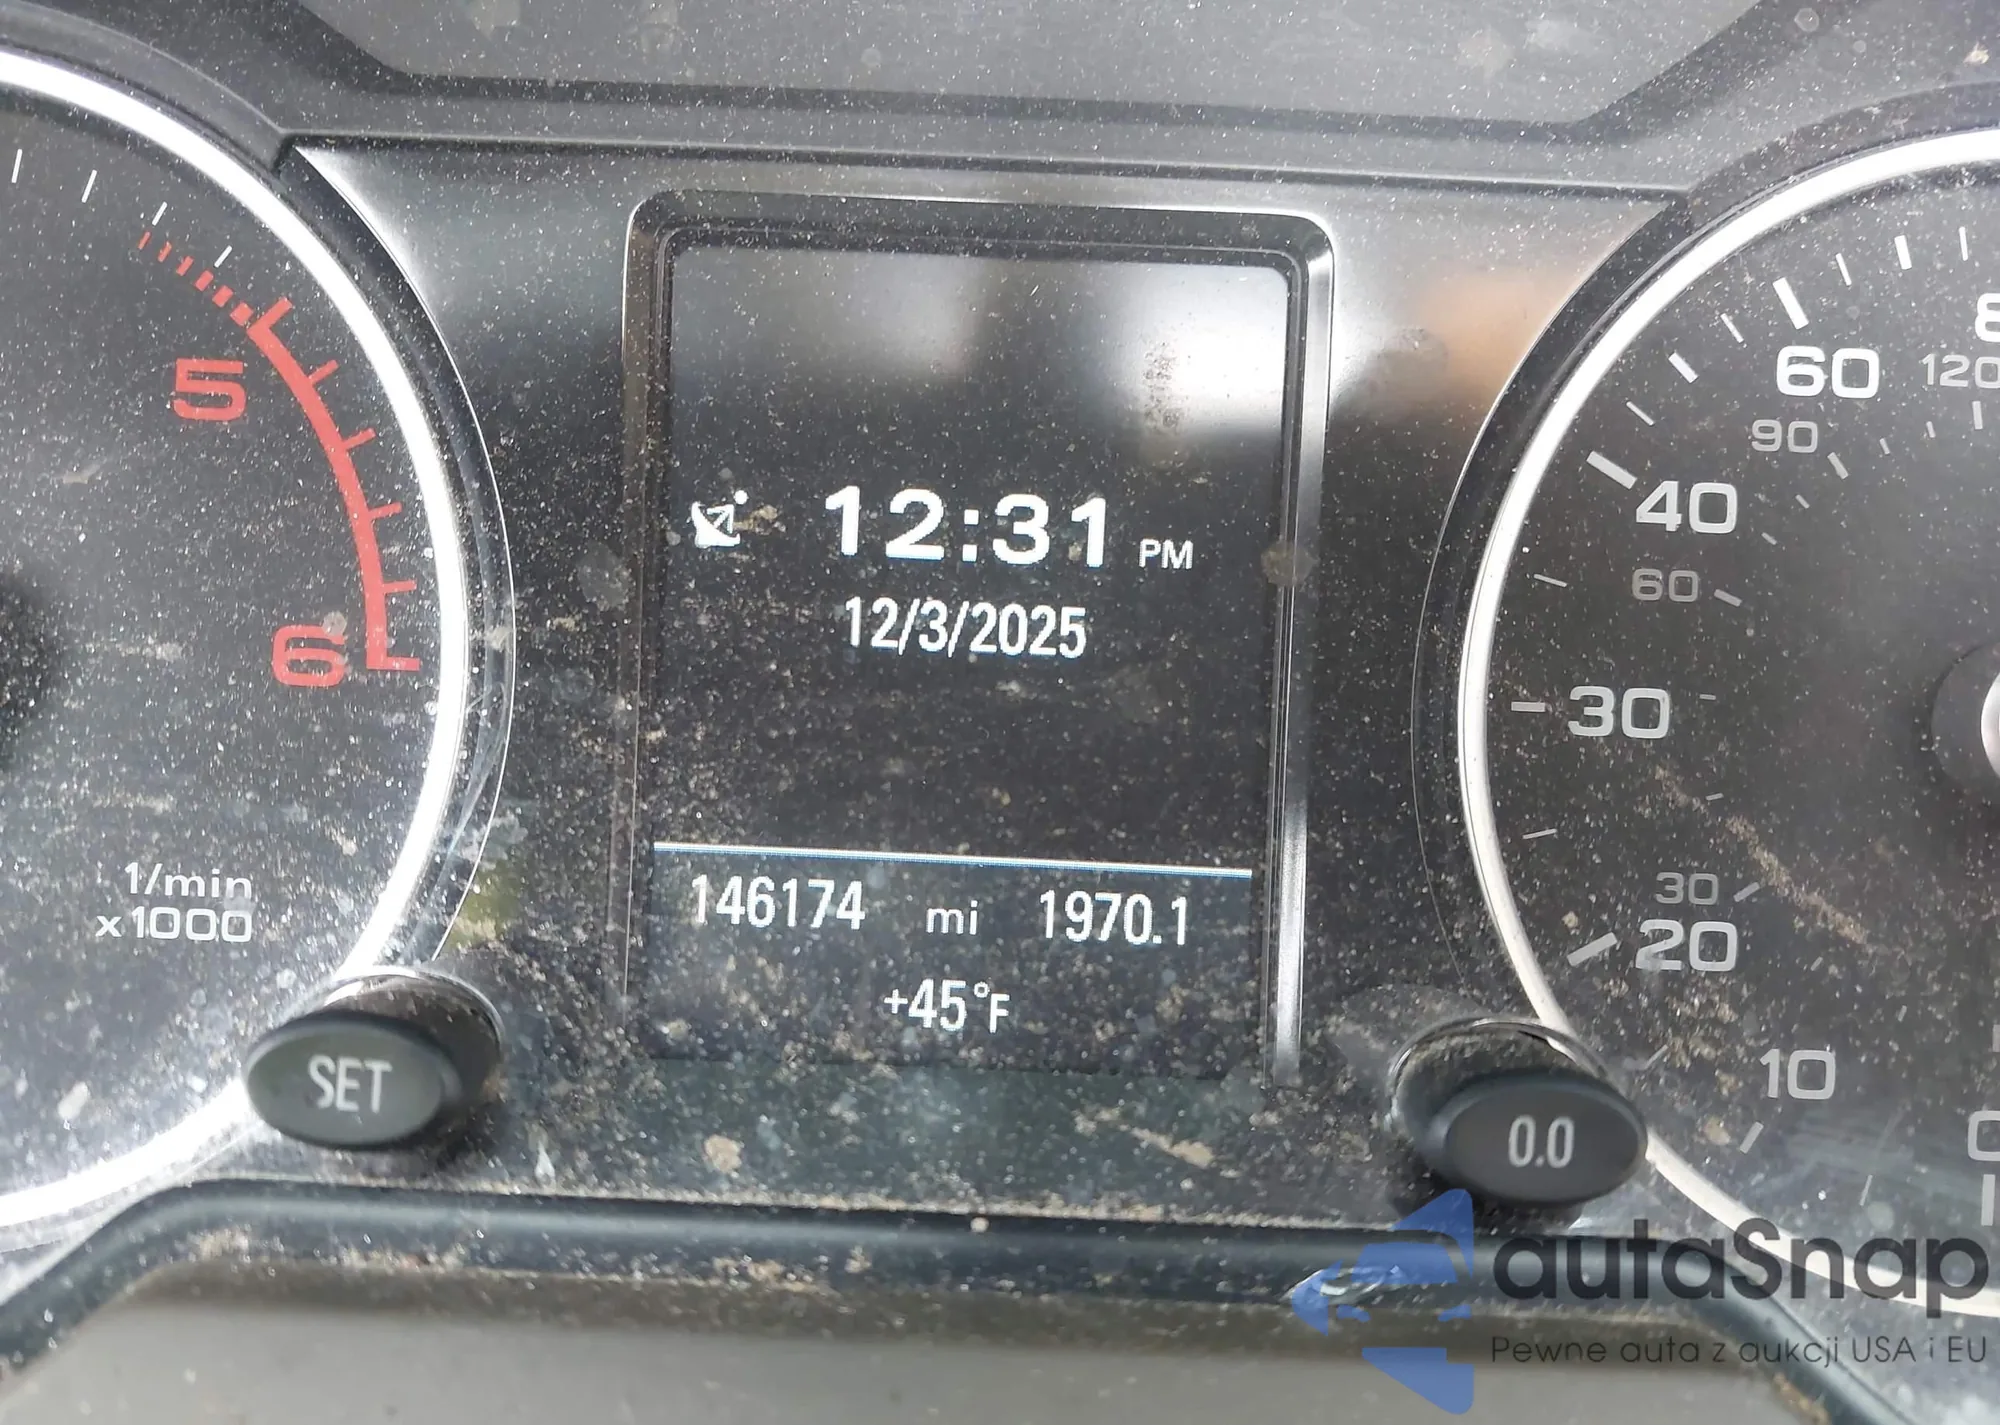 5
6
1/min
x1000
SET
12:31 PM
12/3/2025
146174 mi 1970.1
+45°F
60
120
90
40
60
30
30
20
10
0
0.0
autaSnap
Pewne auta z aukcji USA i EU